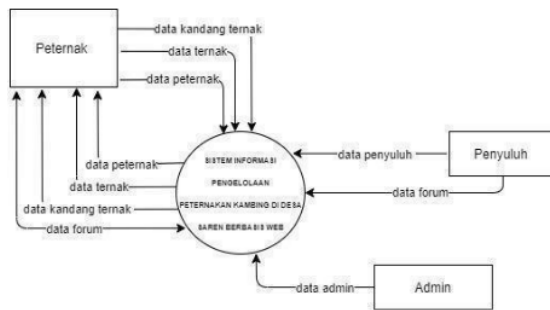 data kandang ternak
Peternak
data ternak
data peternak
SISTEM INFORMASI
data penyuluh
Penyuluh
data peternak
PENGELOLAAN
data ternak
data forum
PETERNAKAN KAMBING DI DESA
data kandang ternak
SAREN BERBASIS WEB
data forum
data admin
Admin